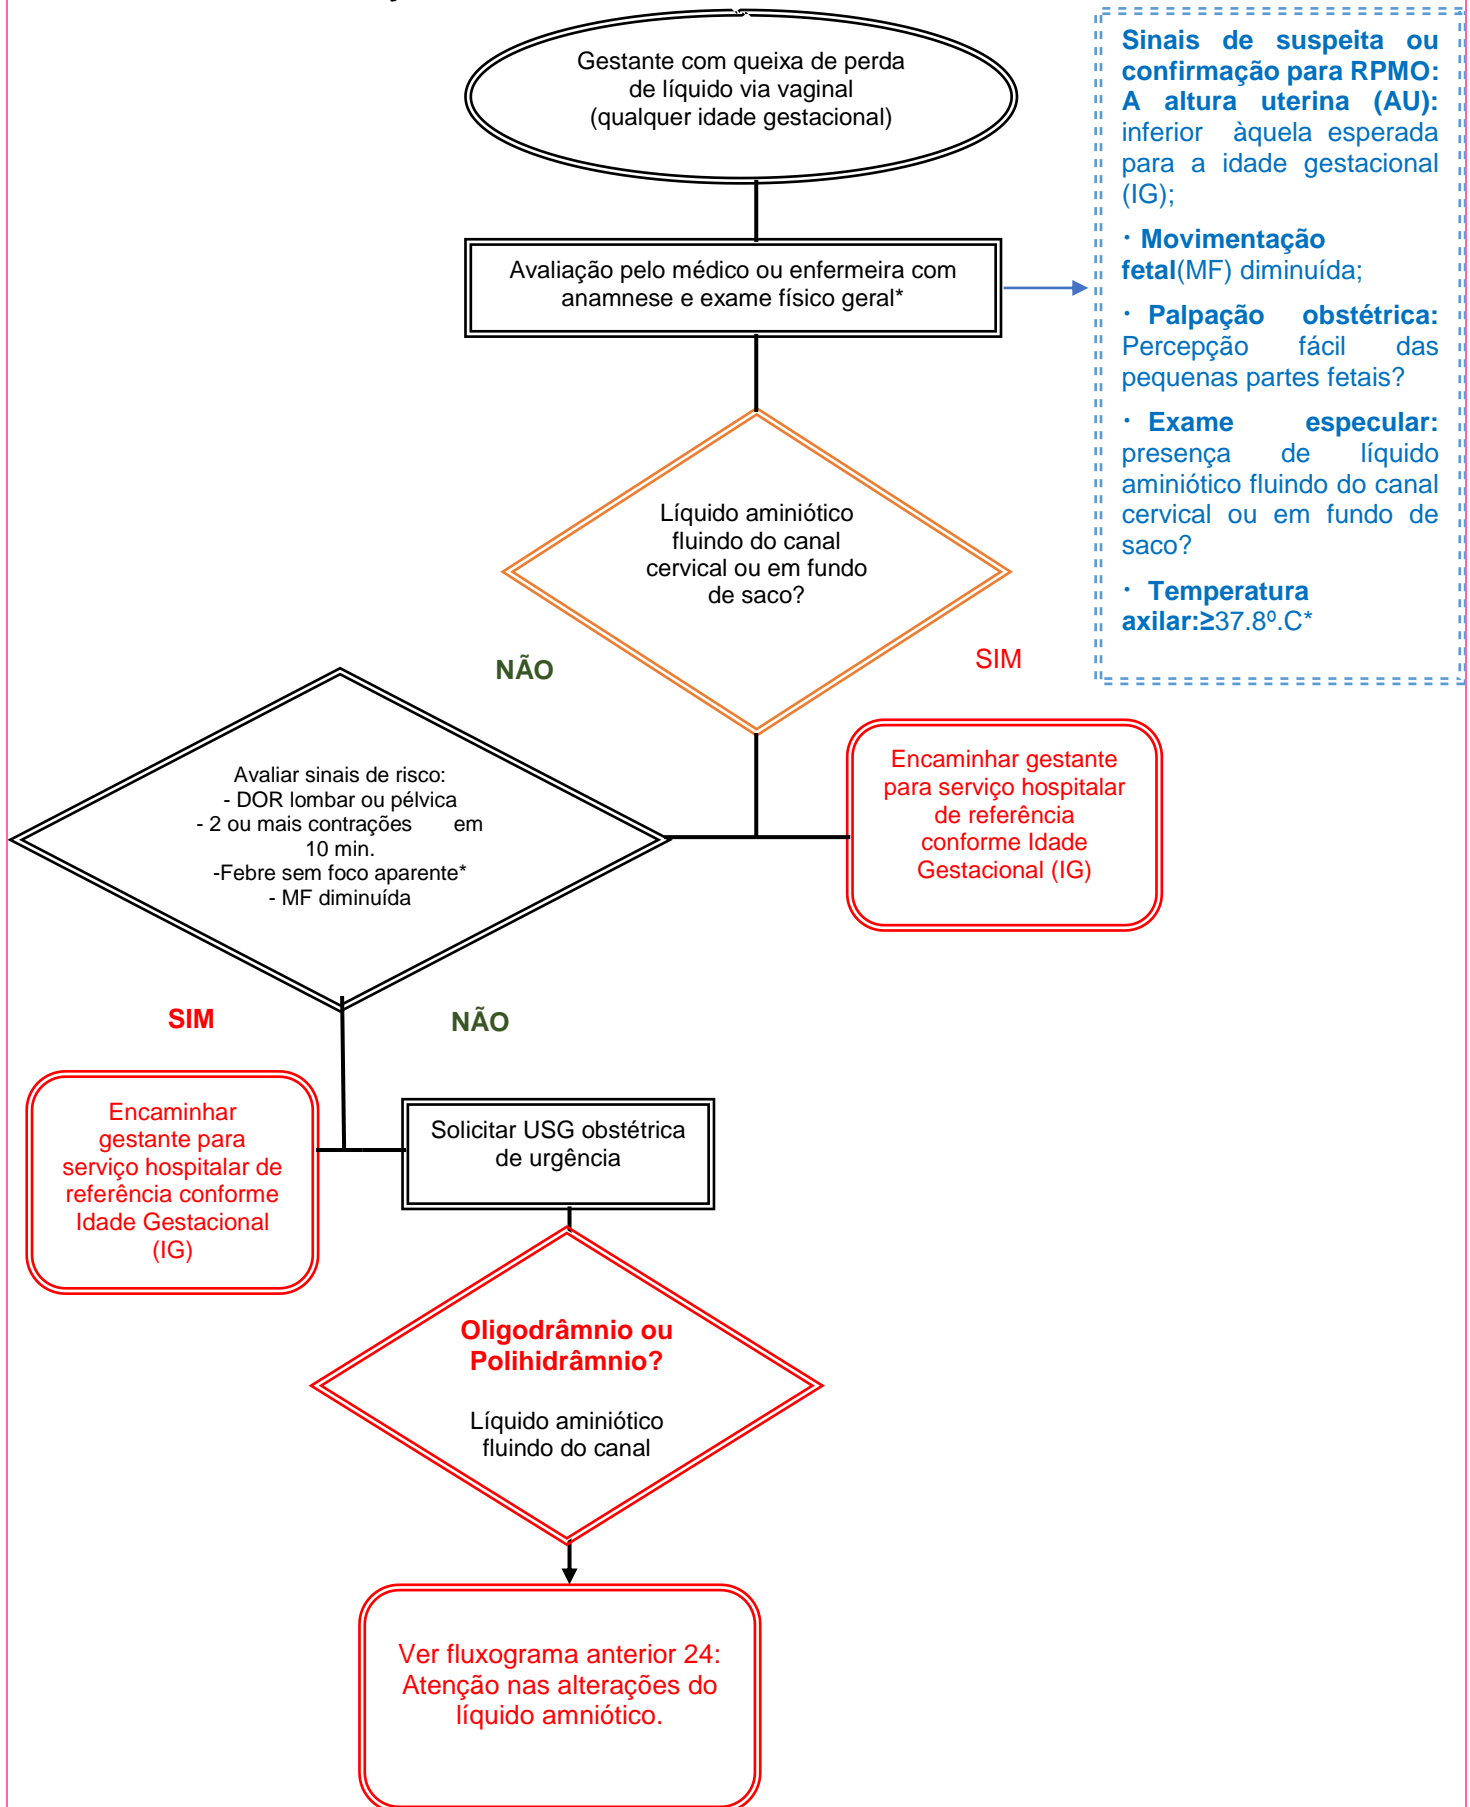 Gestante com queixa de perda
de líquido via vaginal
(qualquer idade gestacional)
Sinais de suspeita ou
confirmação para RPMO:
A altura uterina (AU):
inferior àquela esperada
para a idade gestacional
(IG);
· Movimentação
fetal(MF) diminuída;
· Palpação obstétrica:
Percepção fácil das
pequenas partes fetais?
· Exame especular:
presença de líquido
aminiótico fluindo do canal
cervical ou em fundo de
saco?
· Temperatura
axilar:≥37.8º.C*
Avaliação pelo médico ou enfermeira com
anamnese e exame físico geral*
Líquido aminiótico
fluindo do canal
cervical ou em fundo
de saco?
NÃO
SIM
Avaliar sinais de risco:
- DOR lombar ou pélvica
- 2 ou mais contrações em
10 min.
-Febre sem foco aparente*
- MF diminuída
Encaminhar gestante
para serviço hospitalar
de referência
conforme Idade
Gestacional (IG)
SIM
NÃO
Encaminhar
gestante para
serviço hospitalar de
referência conforme
Idade Gestacional
(IG)
Solicitar USG obstétrica
de urgência
Oligodrâmnio ou
Polihidrâmnio?
Líquido aminiótico
fluindo do canal
Ver fluxograma anterior 24:
Atenção nas alterações do
líquido amniótico.